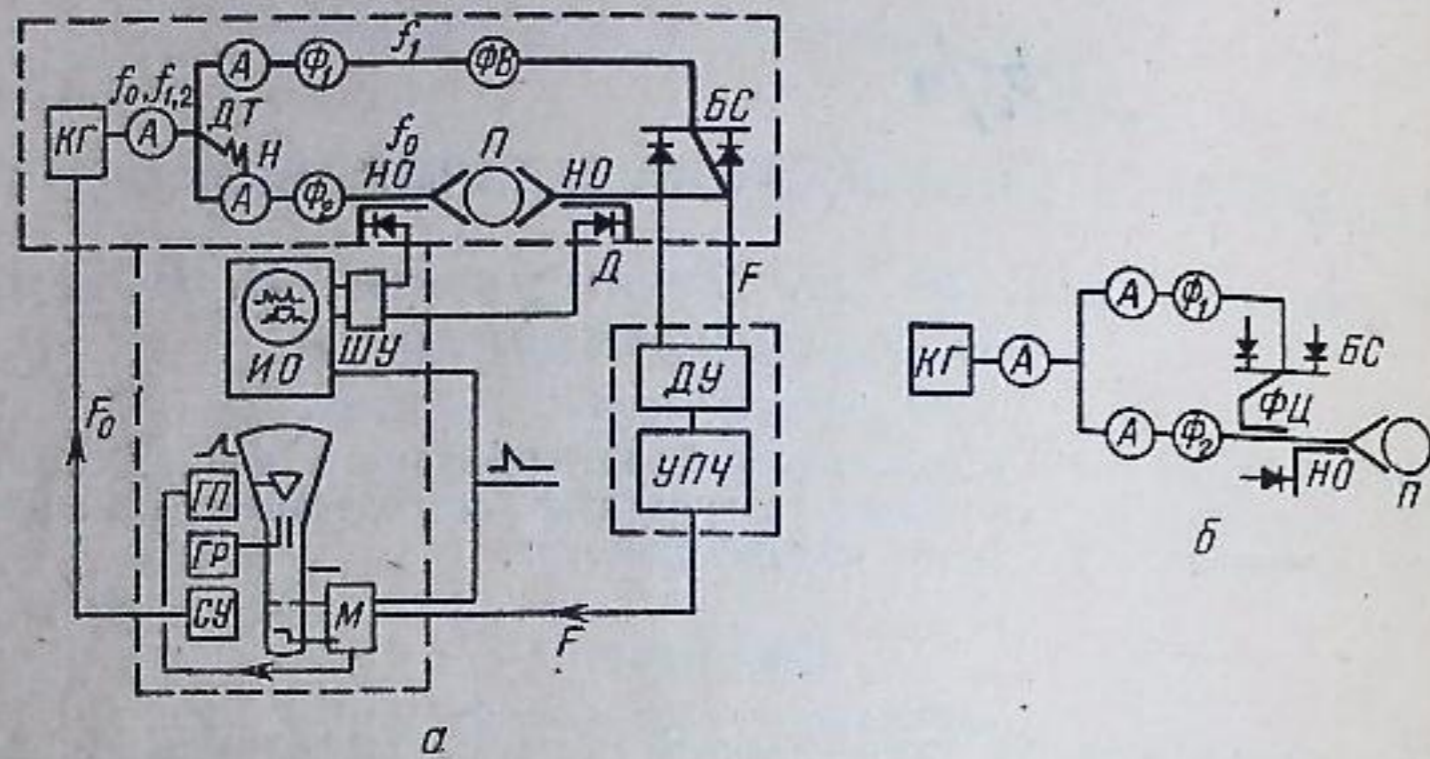 f₁
А Ф₁ ФВ
f₀, f₁,₂
КГ А ДТ БС
Н f₀ П
А Ф₂ НО НО
Д F
ИО ШУ
ДУ
F₀
УПЧ
ГП
ГР
СУ М
F
а
А Ф₁
КГ А БС
ФЦ
А Ф₂
НО П
б